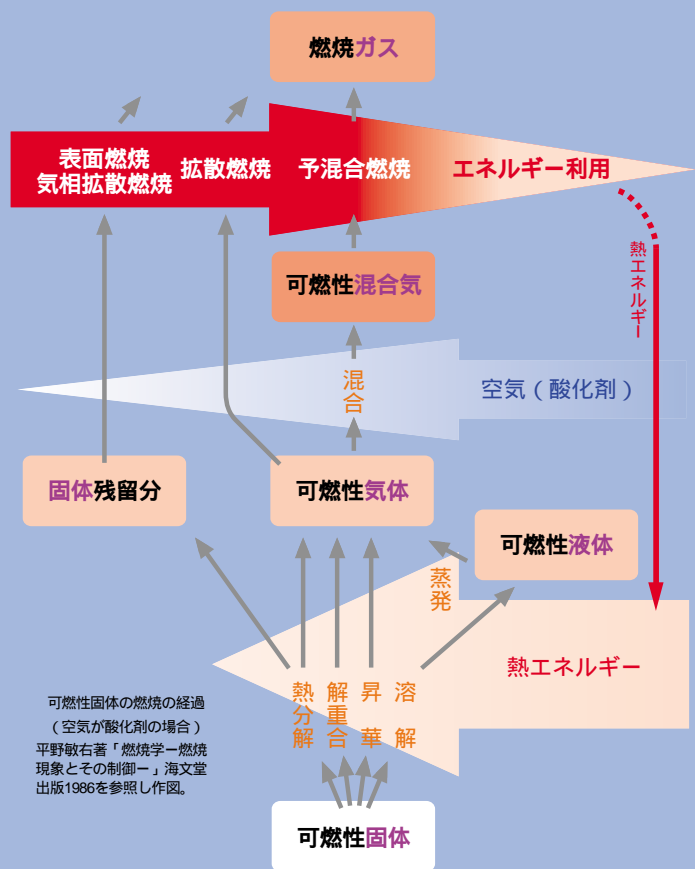 燃焼ガス
表面燃焼
気相拡散燃焼
拡散燃焼
予混合燃焼
エネルギー利用
熱エネルギー
可燃性混合気
混合
空気（酸化剤）
固体残留分
可燃性気体
可燃性液体
蒸発
熱エネルギー
熱分解
解重合
昇華
溶解
可燃性固体の燃焼の経過
（空気が酸化剤の場合）
平野敏右著「燃焼学ー燃焼
現象とその制御ー」海文堂
出版1986を参照し作図。
可燃性固体